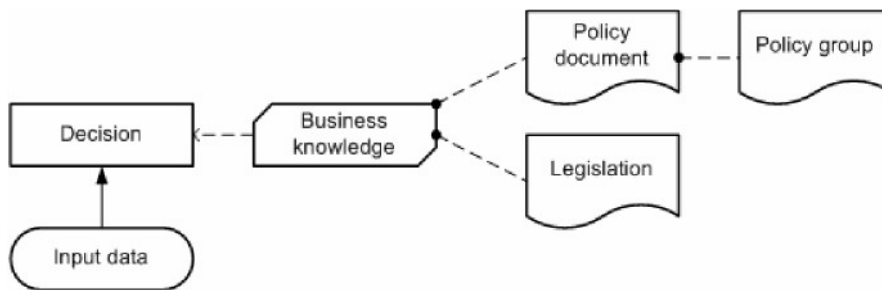 Policy
document
Policy group
Decision
Business
knowledge
Legislation
Input data